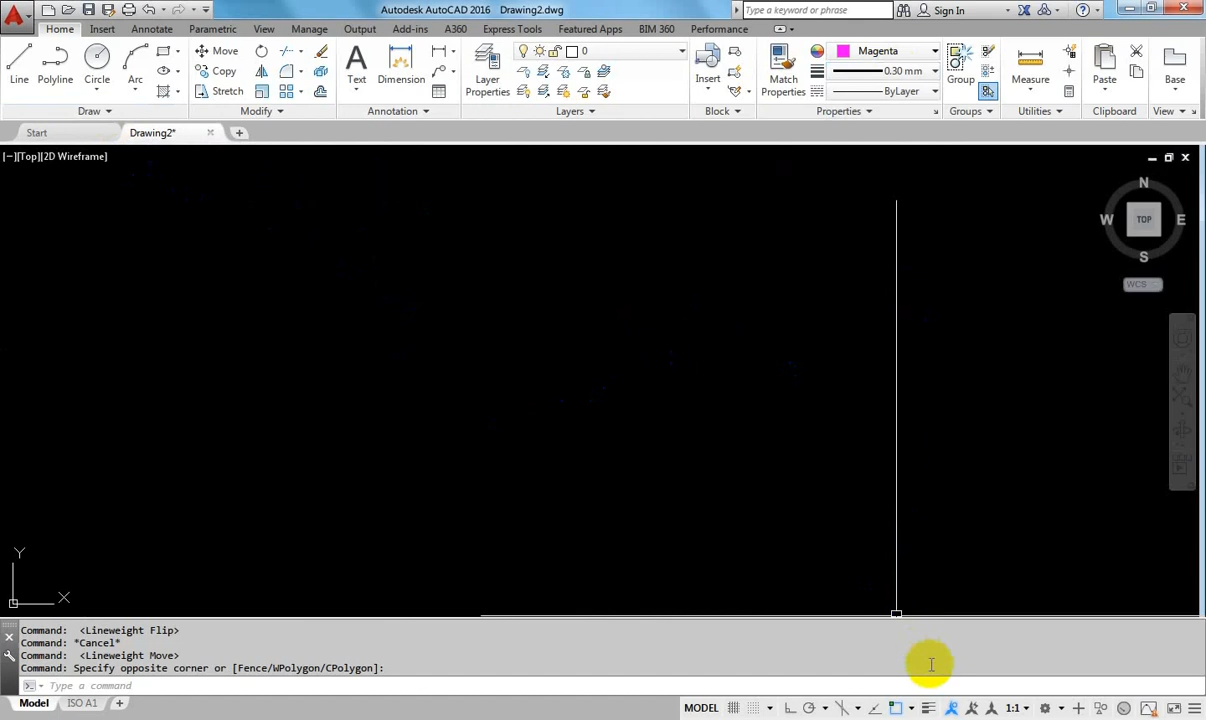 Autodesk AutoCAD 2016 Drawing2.dwg
Type a keyword or phrase
Sign In
Home Insert Annotate Parametric View Manage Output Add-ins A360 Express Tools Featured Apps BIM 360 Performance
Line Polyline Circle Arc
Move
Copy
Stretch
Text Dimension
Layer Properties
0
Insert
Match Properties
Magenta
0.30 mm
ByLayer
Group
Measure
Paste
Base
Draw Modify Annotation Layers Block Properties Groups Utilities Clipboard View
Start Drawing2*
[−][Top][2D Wireframe]
N
W TOP E
S
WCS
Y
X
Command: <Lineweight Flip>
Command: *Cancel*
Command: <Lineweight Move>
Command: Specify opposite corner or [Fence/WPolygon/CPolygon]:
Type a command
Model ISO A1
MODEL 1:1